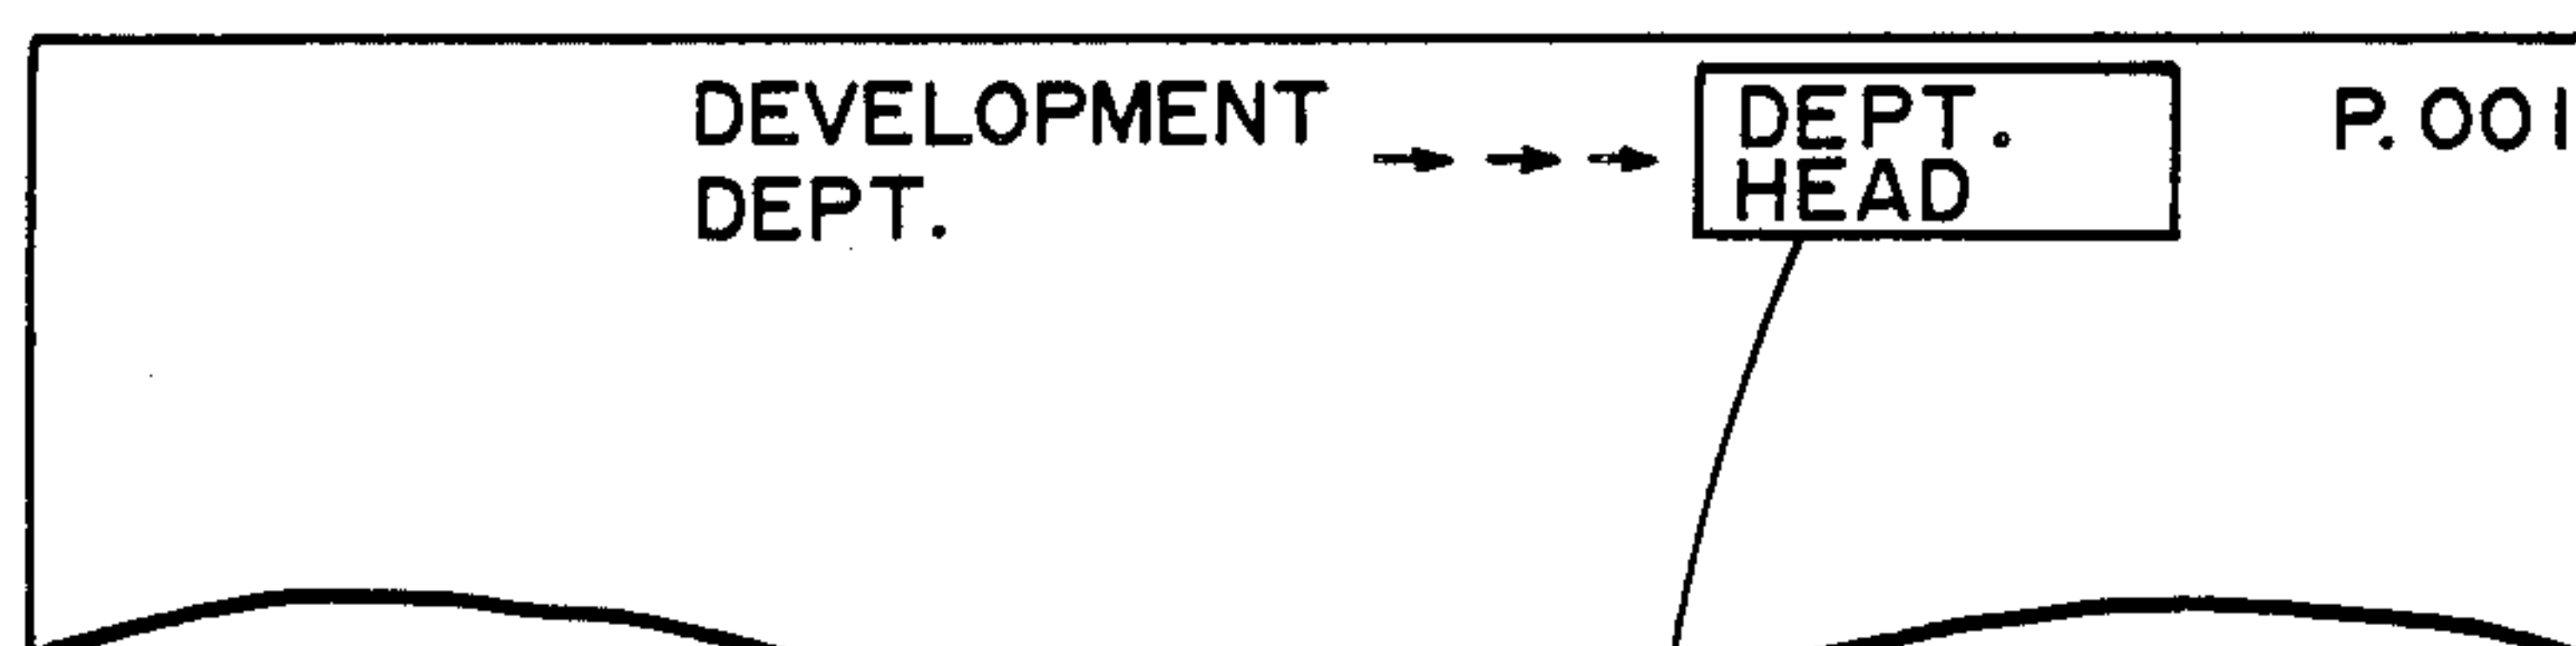 DEVELOPMENT
DEPT.
DEPT.
HEAD
P.001